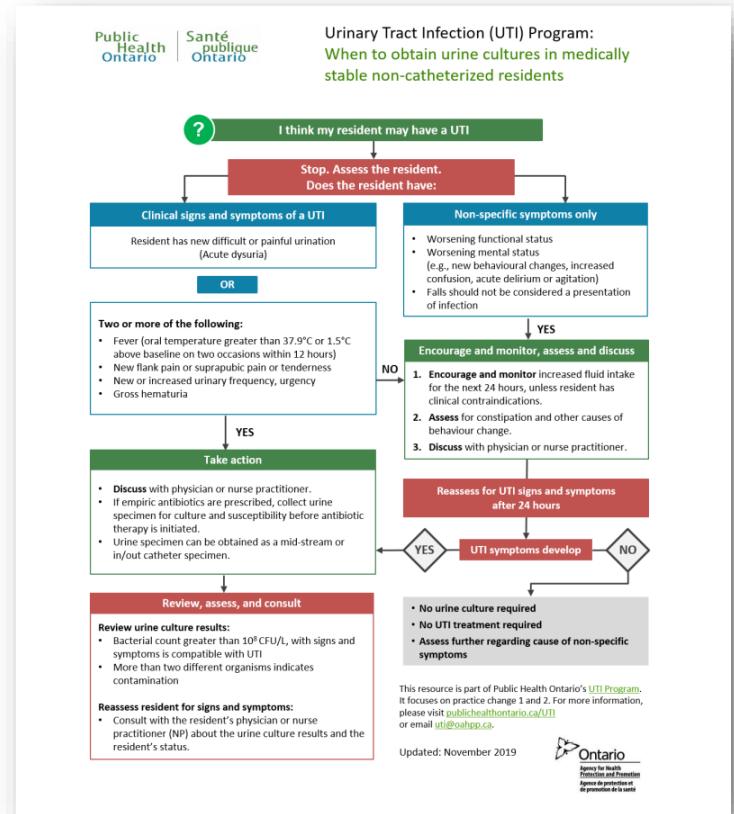 Public
Health
Ontario
Santé
publique
Ontario
Urinary Tract Infection (UTI) Program:
When to obtain urine cultures in medically
stable non-catheterized residents
?
I think my resident may have a UTI
Stop. Assess the resident.
Does the resident have:
Clinical signs and symptoms of a UTI
Resident has new difficult or painful urination
(Acute dysuria)
OR
Two or more of the following:
• Fever (oral temperature greater than 37.9°C or 1.5°C
above baseline on two occasions within 12 hours)
• New flank pain or suprapubic pain or tenderness
• New or increased urinary frequency, urgency
• Gross hematuria
NO
YES
Non-specific symptoms only
• Worsening functional status
• Worsening mental status
(e.g., new behavioural changes, increased
confusion, acute delirium or agitation)
• Falls should not be considered a presentation
of infection
YES
Encourage and monitor, assess and discuss
1. Encourage and monitor increased fluid intake
for the next 24 hours, unless resident has
clinical contraindications.
2. Assess for constipation and other causes of
behaviour change.
3. Discuss with physician or nurse practitioner.
Take action
• Discuss with physician or nurse practitioner.
• If empiric antibiotics are prescribed, collect urine
specimen for culture and susceptibility before antibiotic
therapy is initiated.
• Urine specimen can be obtained as a mid-stream or
in/out catheter specimen.
Reassess for UTI signs and symptoms
after 24 hours
YES
UTI symptoms develop
NO
Review, assess, and consult
Review urine culture results:
• Bacterial count greater than 10⁸ CFU/L, with signs and
symptoms is compatible with UTI
• More than two different organisms indicates
contamination
Reassess resident for signs and symptoms:
• Consult with the resident's physician or nurse
practitioner (NP) about the urine culture results and
the resident's status.
• No urine culture required
• No UTI treatment required
• Assess further regarding cause of non-specific
symptoms
This resource is part of Public Health Ontario's UTI Program.
It focuses on practice change 1 and 2. For more information,
please visit publichealthontario.ca/UTI
or email uti@oahpp.ca.
Updated: November 2019
Ontario
Agency for Health
Protection and Promotion
Agence de protection et
de promotion de la santé